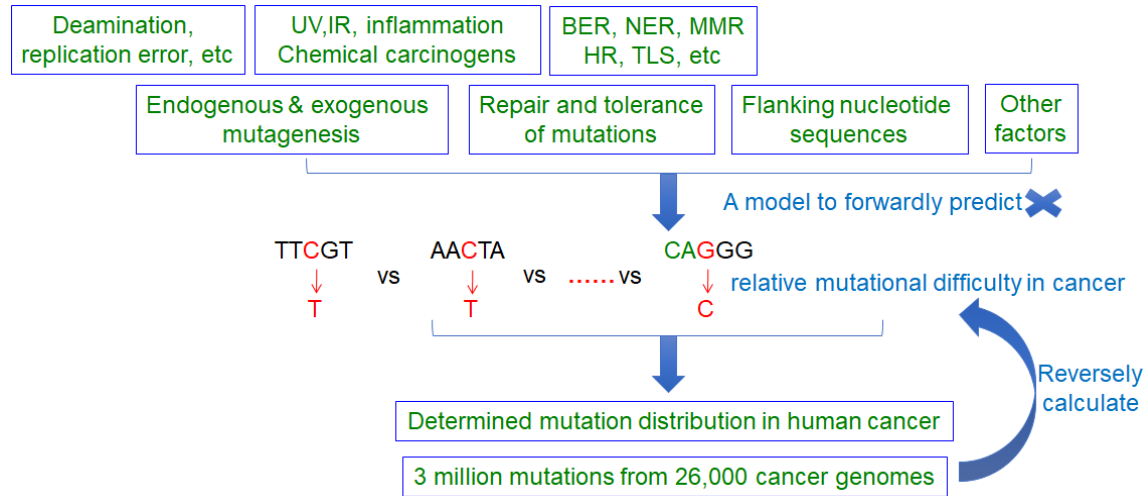 Deamination,
replication error, etc
UV,IR, inflammation
Chemical carcinogens
BER, NER, MMR
HR, TLS, etc
Endogenous & exogenous
mutagenesis
Repair and tolerance
of mutations
Flanking nucleotide
sequences
Other
factors
A model to forwardly predict
TTCGT vs AACTA vs ...... vs CAGGG
T T C
relative mutational difficulty in cancer
Reversely
calculate
Determined mutation distribution in human cancer
3 million mutations from 26,000 cancer genomes